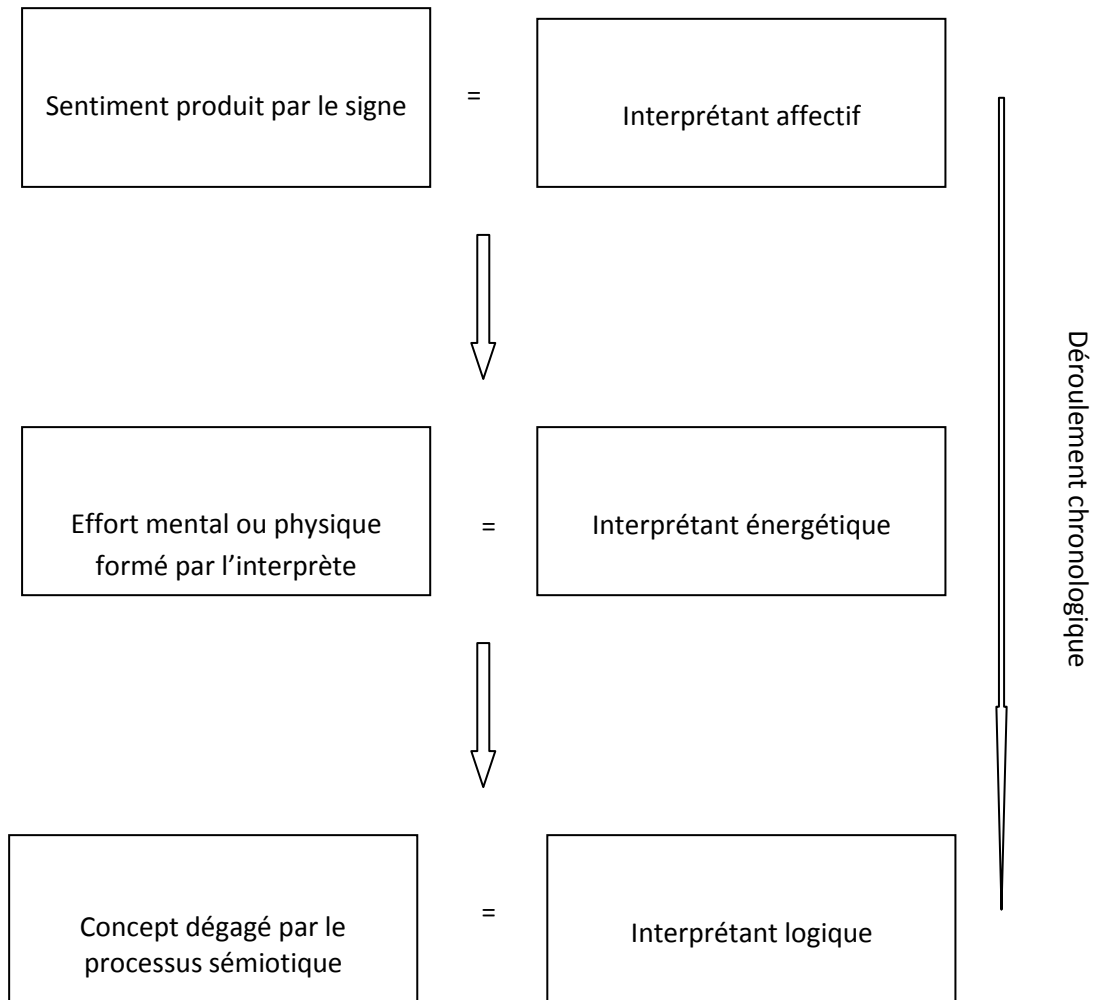 Sentiment produit par le signe
=
Interprétant affectif
Effort mental ou physique
formé par l’interprète
=
Interprétant énergétique
Concept dégagé par le
processus sémiotique
=
Interprétant logique
Déroulement chronologique